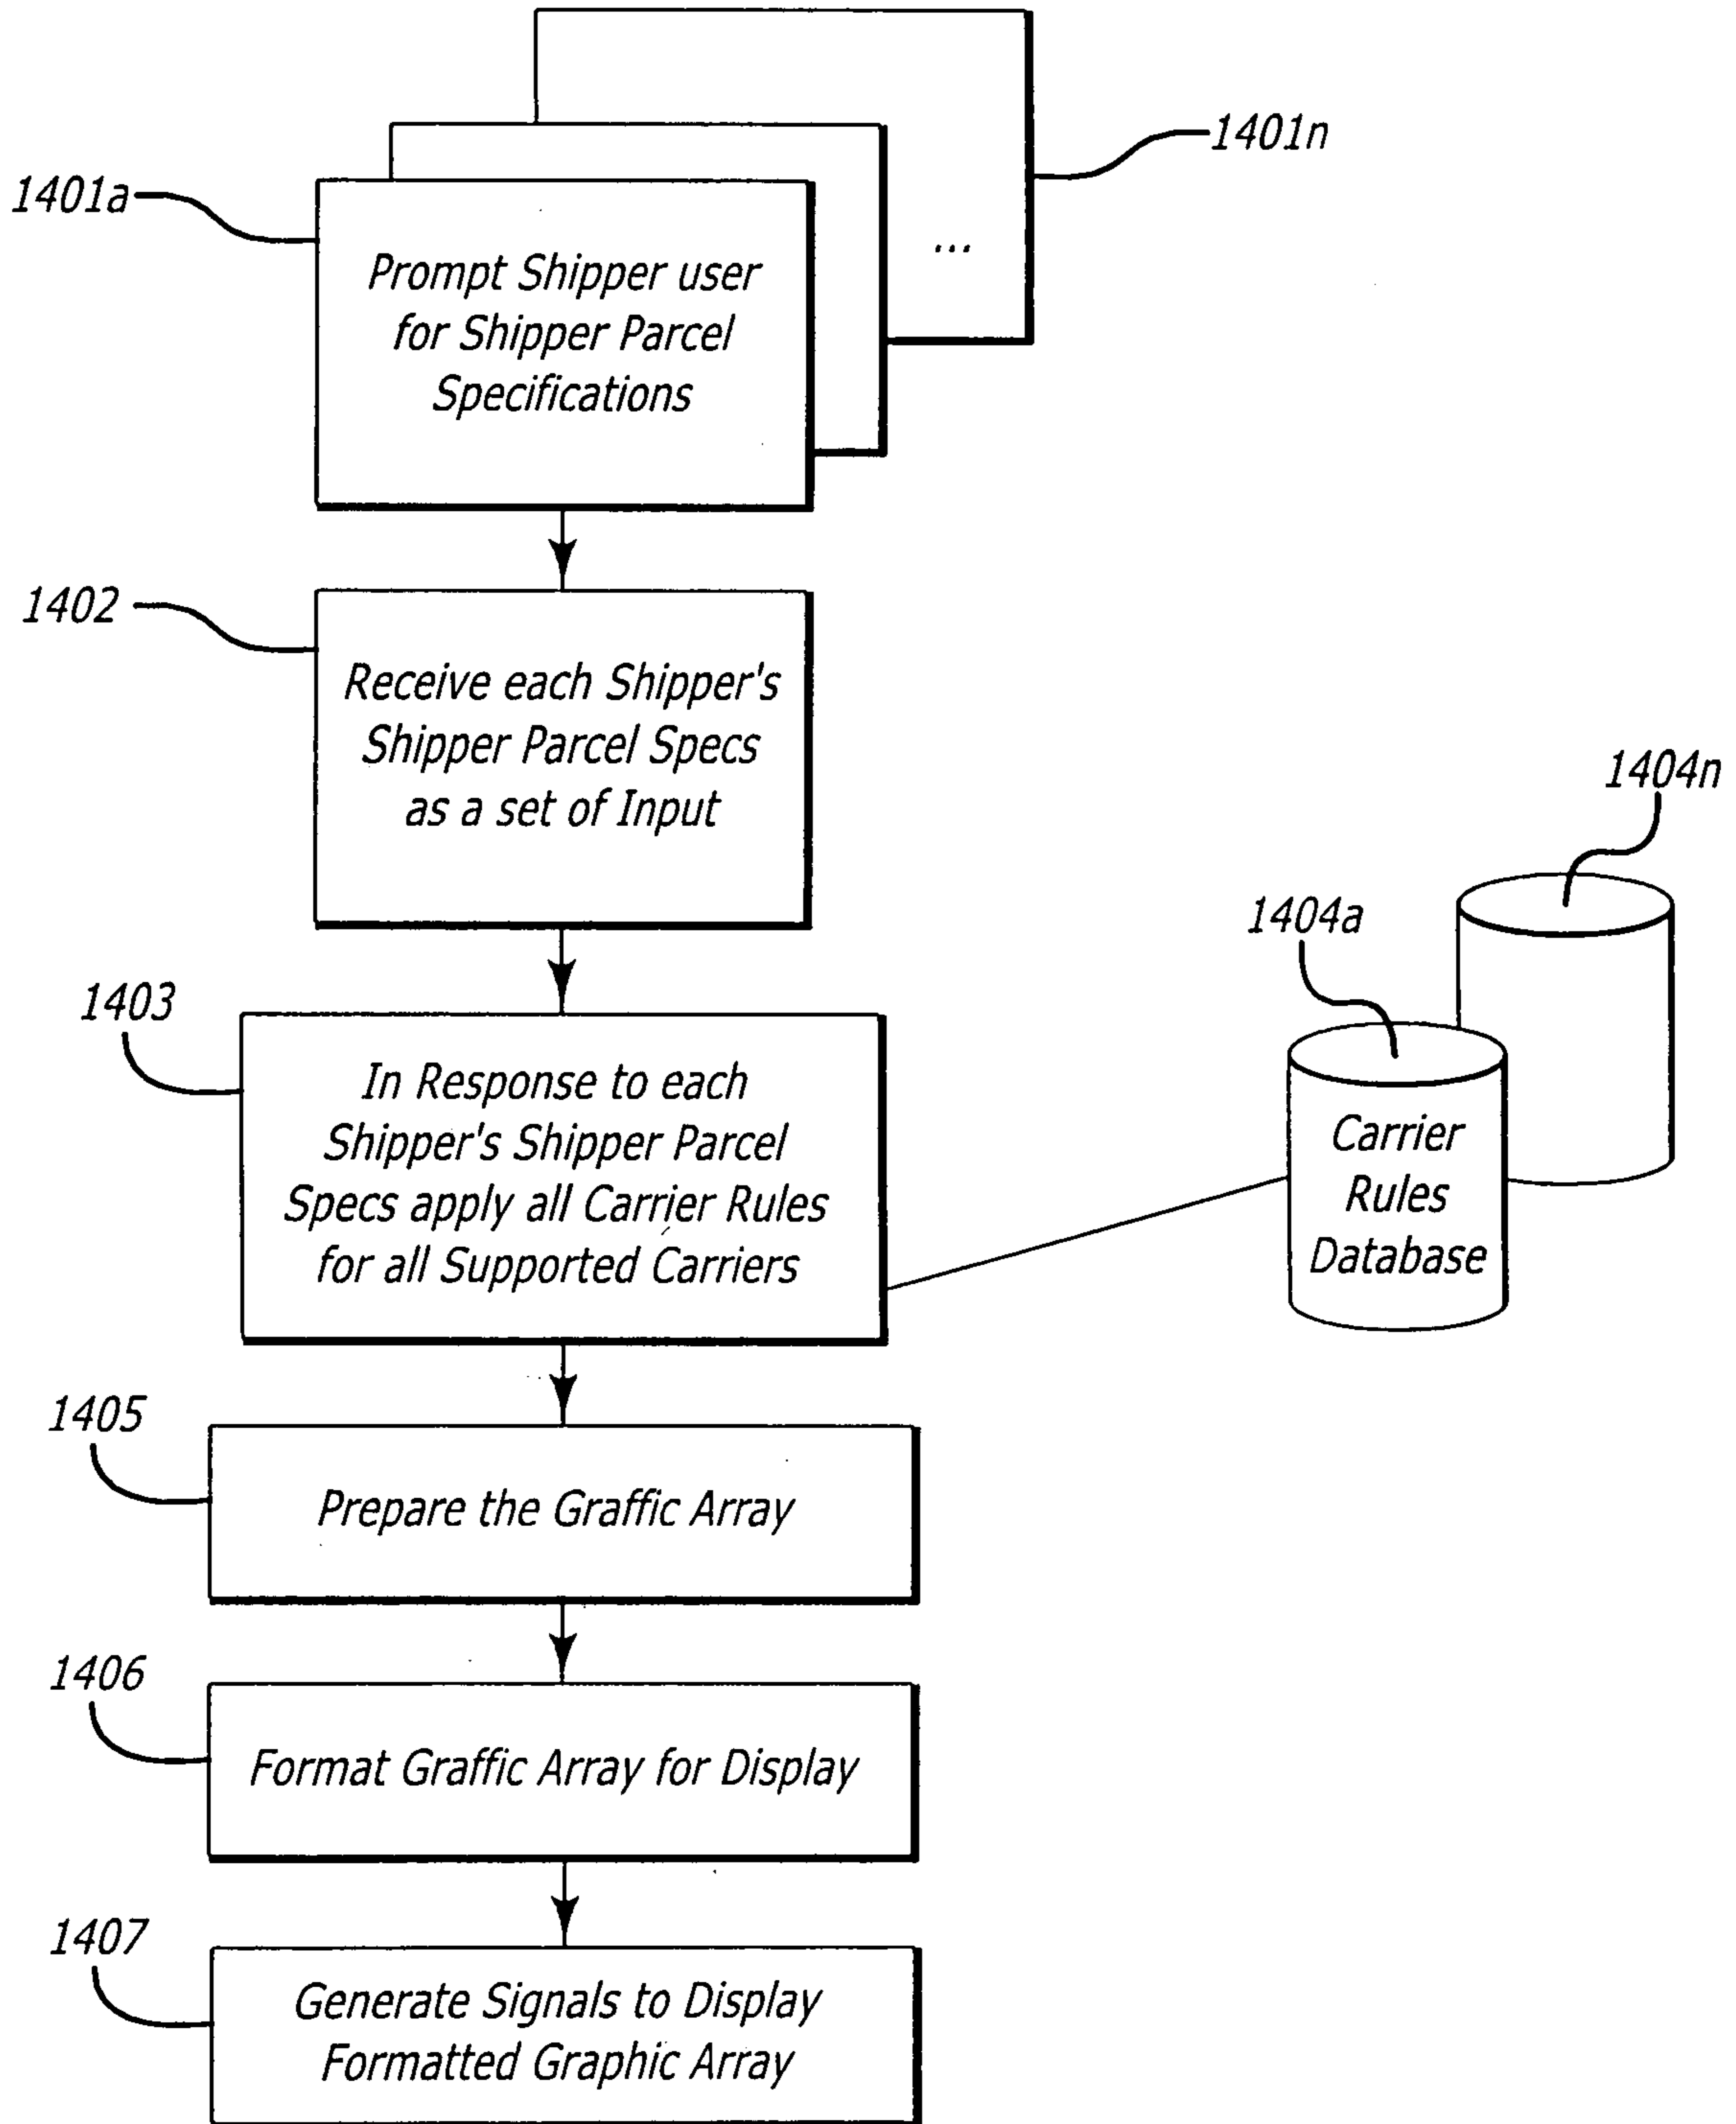 1401n
1401a
...
Prompt Shipper user
for Shipper Parcel
Specifications
1402
Receive each Shipper's
Shipper Parcel Specs
as a set of Input
1404n
1404a
1403
In Response to each
Shipper's Shipper Parcel
Specs apply all Carrier Rules
for all Supported Carriers
Carrier
Rules
Database
1405
Prepare the Graffic Array
1406
Format Graffic Array for Display
1407
Generate Signals to Display
Formatted Graphic Array